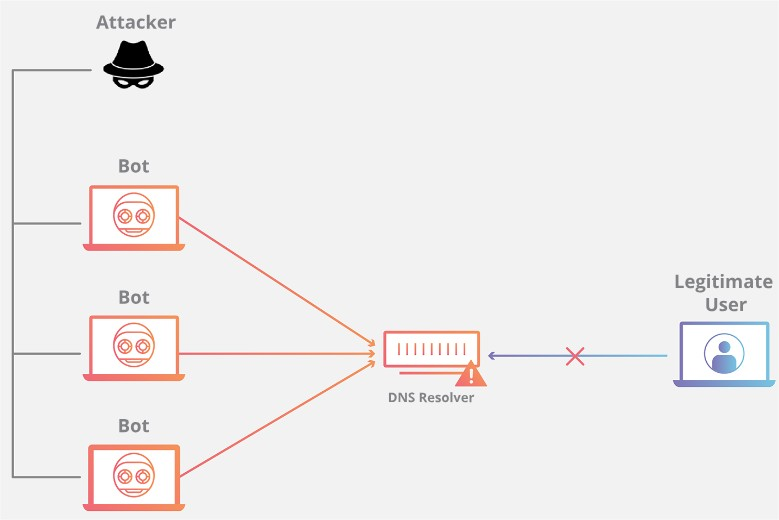 Attacker
Bot
Bot
Bot
DNS Resolver
Legitimate
User